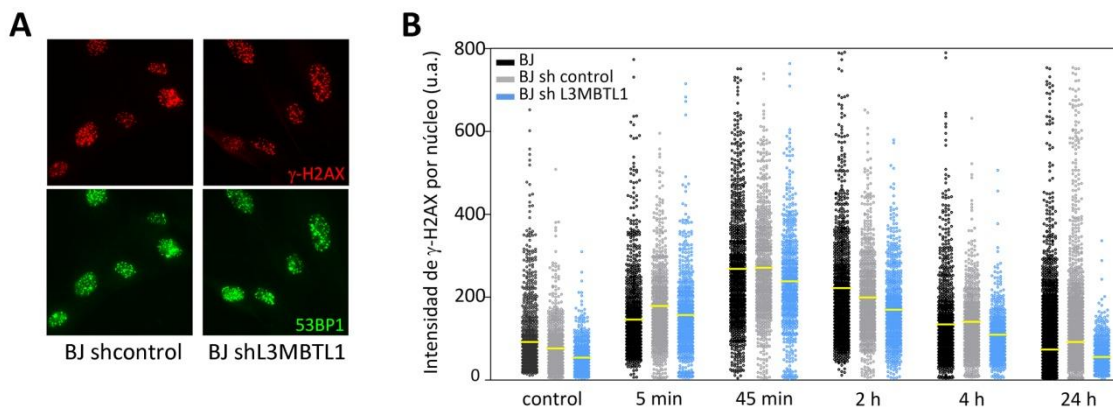 A
γ-H2AX
53BP1
BJ shcontrol
BJ shL3MBTL1
B
Intensidad de γ-H2AX por núcleo (u.a.)
800
600
400
200
0
BJ
BJ sh control
BJ sh L3MBTL1
control
5 min
45 min
2 h
4 h
24 h